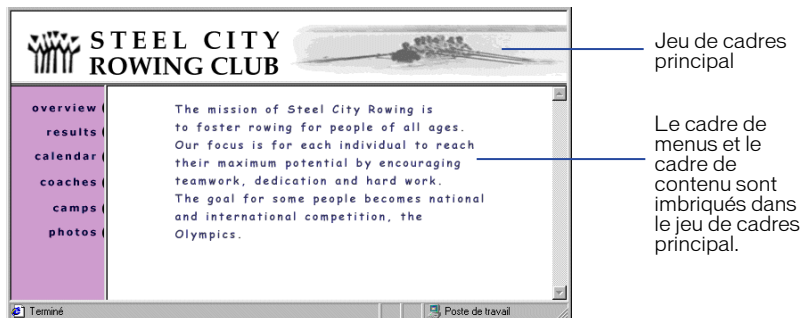 STEEL CITY
ROWING CLUB
overview
results
calendar
coaches
camps
photos
The mission of Steel City Rowing is
to foster rowing for people of all ages.
Our focus is for each individual to reach
their maximum potential by encouraging
teamwork, dedication and hard work.
The goal for some people becomes national
and international competition, the
Olympics.
Terminé
Poste de travail
Jeu de cadres
principal
Le cadre de
menus et le
cadre de
contenu sont
imbriqués dans
le jeu de cadres
principal.